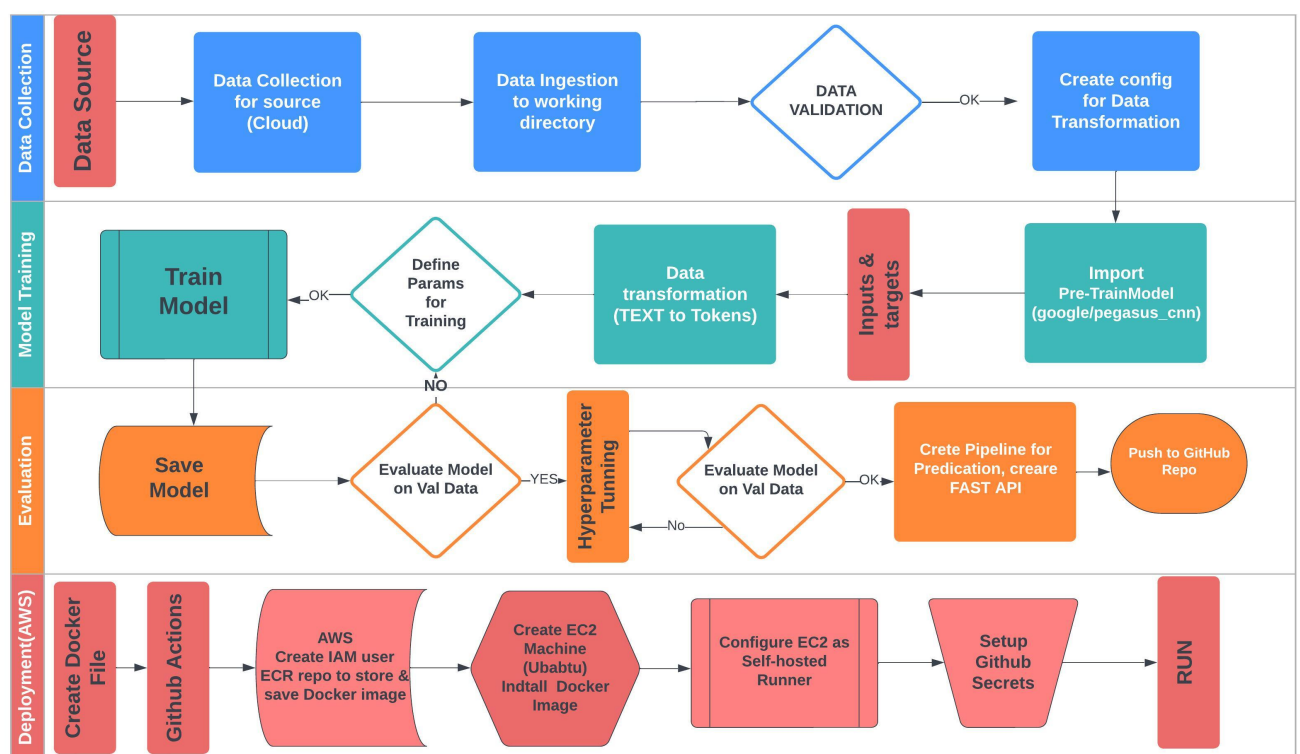 Data Collection
Data Source
Data Collection
for source
(Cloud)
Data Ingestion
to working
directory
DATA
VALIDATION
OK
Create config
for Data
Transformation
Model Training
Train
Model
OK
Define
Params
for
Training
Data
transformation
(TEXT to Tokens)
Inputs &
targets
Import
Pre-TrainModel
(google/pegasus_cnn)
NO
Evaluation
Save
Model
Evaluate Model
on Val Data
YES
Hyperparameter
Tunning
No
Evaluate Model
on Val Data
OK
Crete Pipeline for
Predication, creare
FAST API
Push to GitHub
Repo
Deployment(AWS)
Create Docker
File
Github Actions
AWS
Create IAM user
ECR repo to store &
save Docker image
Create EC2
Machine
(Ubabtu)
Indtall Docker
Image
Configure EC2 as
Self-hosted
Runner
Setup
Github
Secrets
RUN